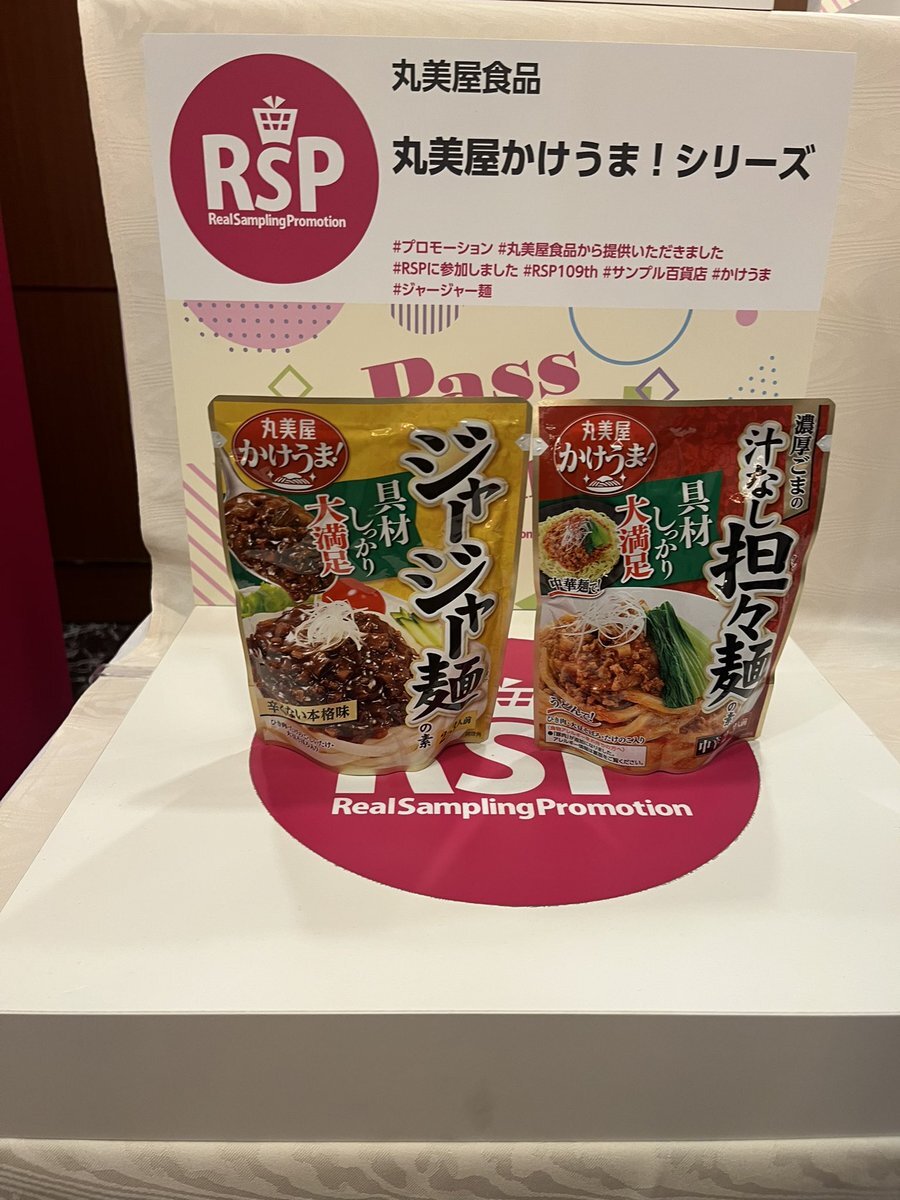 RSP
RealSamplingPromotion
丸美屋食品
丸美屋かけうま！シリーズ
#プロモーション #丸美屋食品から提供いただきました
#RSPに参加しました #RSP109th #サンプル百貨店 #かけうま
#ジャージャー麺
Pass
丸美屋
かけうま!
具材
しっかり
大満足
ジャージャー麺の素
辛くない本格味
丸美屋
かけうま!
具材
しっかり
大満足
濃厚ごまの
汁なし担々麺の素
中華麺で!
うどんで!
RSP
RealSamplingPromotion